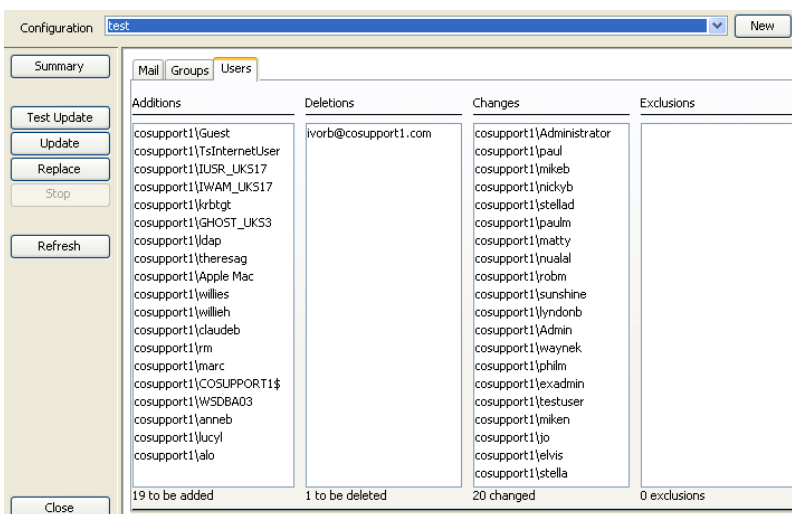 Configuration test New
Summary
Test Update
Update
Replace
Stop
Refresh
Close
Mail Groups Users
Additions
cosupport1\Guest
cosupport1\TsInternetUser
cosupport1\IUSR_UKS17
cosupport1\IWAM_UKS17
cosupport1\krbtgt
cosupport1\GHOST_UKS3
cosupport1\ldap
cosupport1\theresag
cosupport1\Apple Mac
cosupport1\willies
cosupport1\willieh
cosupport1\claudeb
cosupport1\rm
cosupport1\marc
cosupport1\COSUPPORT1$
cosupport1\WSDBA03
cosupport1\anneb
cosupport1\lucyl
cosupport1\alo
19 to be added
Deletions
ivorb@cosupport1.com
1 to be deleted
Changes
cosupport1\Administrator
cosupport1\paul
cosupport1\mikeb
cosupport1\nickyb
cosupport1\stellad
cosupport1\paulm
cosupport1\matty
cosupport1\nualal
cosupport1\robm
cosupport1\sunshine
cosupport1\lyndonb
cosupport1\Admin
cosupport1\waynek
cosupport1\philm
cosupport1\exadmin
cosupport1\testuser
cosupport1\miken
cosupport1\jo
cosupport1\elvis
cosupport1\stella
20 changed
Exclusions
0 exclusions